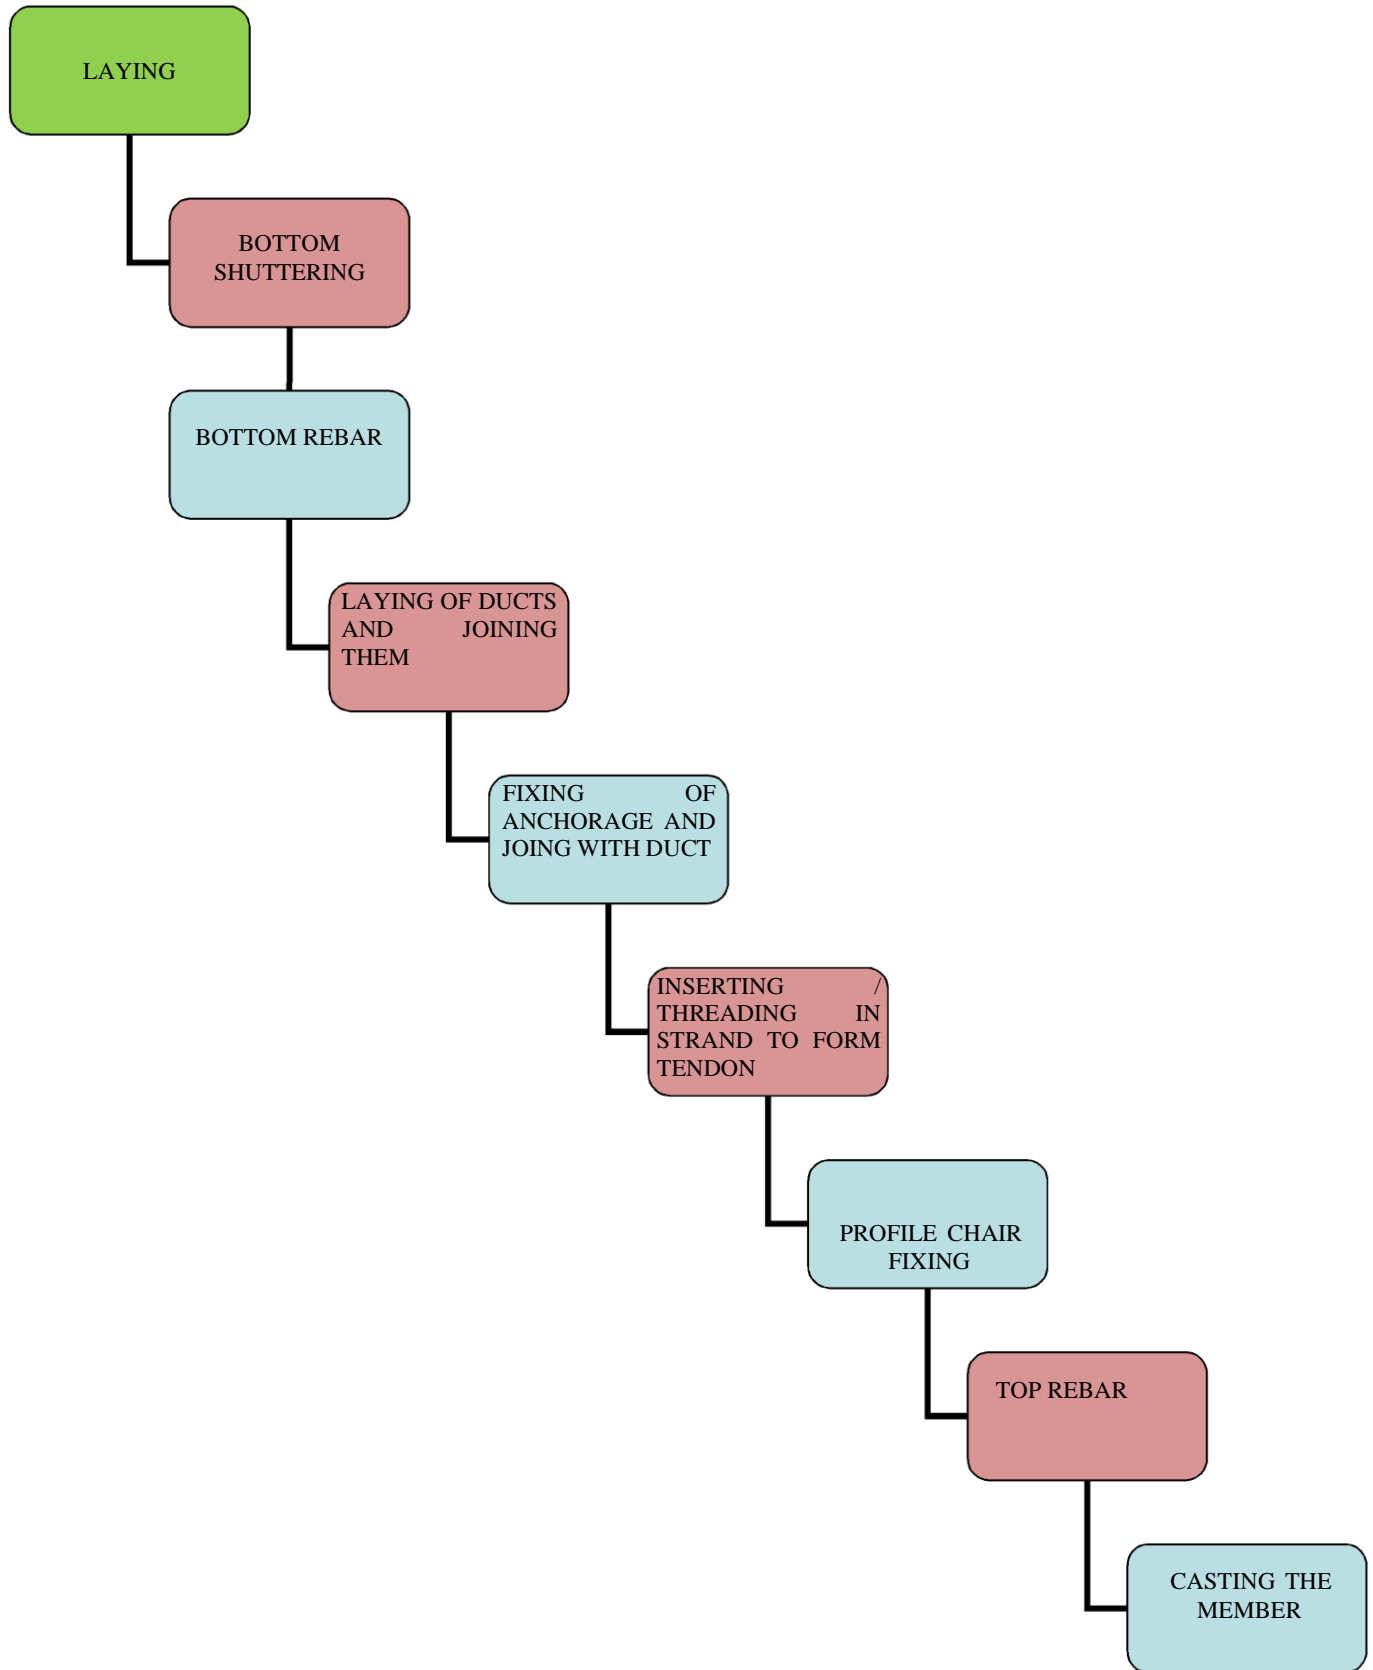 LAYING
BOTTOM
SHUTTERING
BOTTOM REBAR
LAYING OF DUCTS
AND JOINING
THEM
FIXING OF
ANCHORAGE AND
JOING WITH DUCT
INSERTING /
THREADING IN
STRAND TO FORM
TENDON
PROFILE CHAIR
FIXING
TOP REBAR
CASTING THE
MEMBER